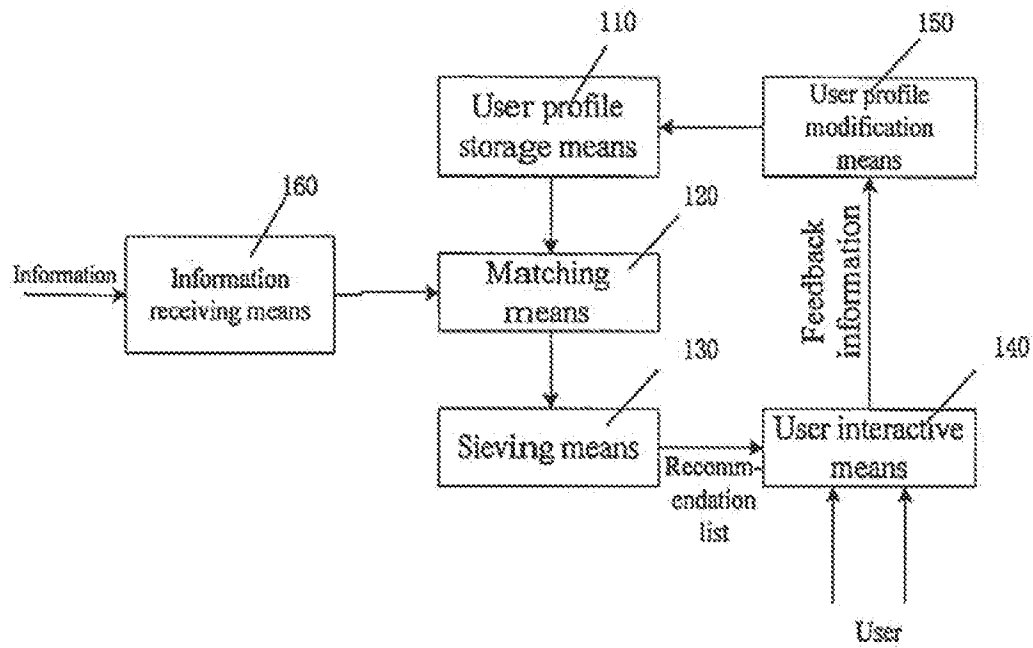 110
150
User profile
storage means
User profile
modification
means
160
120
Information
Information
receiving means
Matching
means
Feedback
information
130
140
Sieving means
User interactive
means
Recomm-
endation
list
User